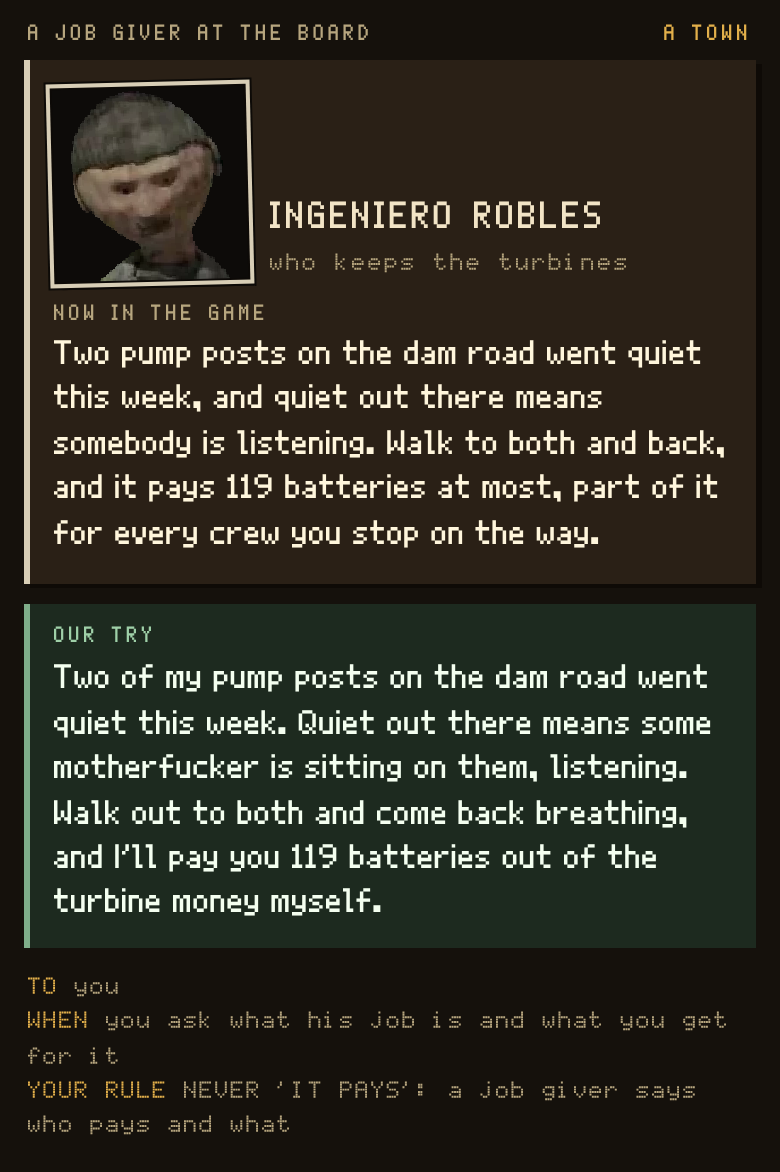 A JOB GIVER AT THE BOARD
A TOWN
INGENIERO ROBLES
who keeps the turbines
NOW IN THE GAME
Two pump posts on the dam road went quiet
this week, and quiet out there means
somebody is listening. Walk to both and back,
and it pays 119 batteries at most, part of it
for every crew you stop on the way.
OUR TRY
Two of my pump posts on the dam road went
quiet this week. Quiet out there means some
motherfucker is sitting on them, listening.
Walk out to both and come back breathing,
and I'll pay you 119 batteries out of the
turbine money myself.
TO you
WHEN you ask what his job is and what you get
for it
YOUR RULE NEVER 'IT PAYS': a job giver says
who pays and what